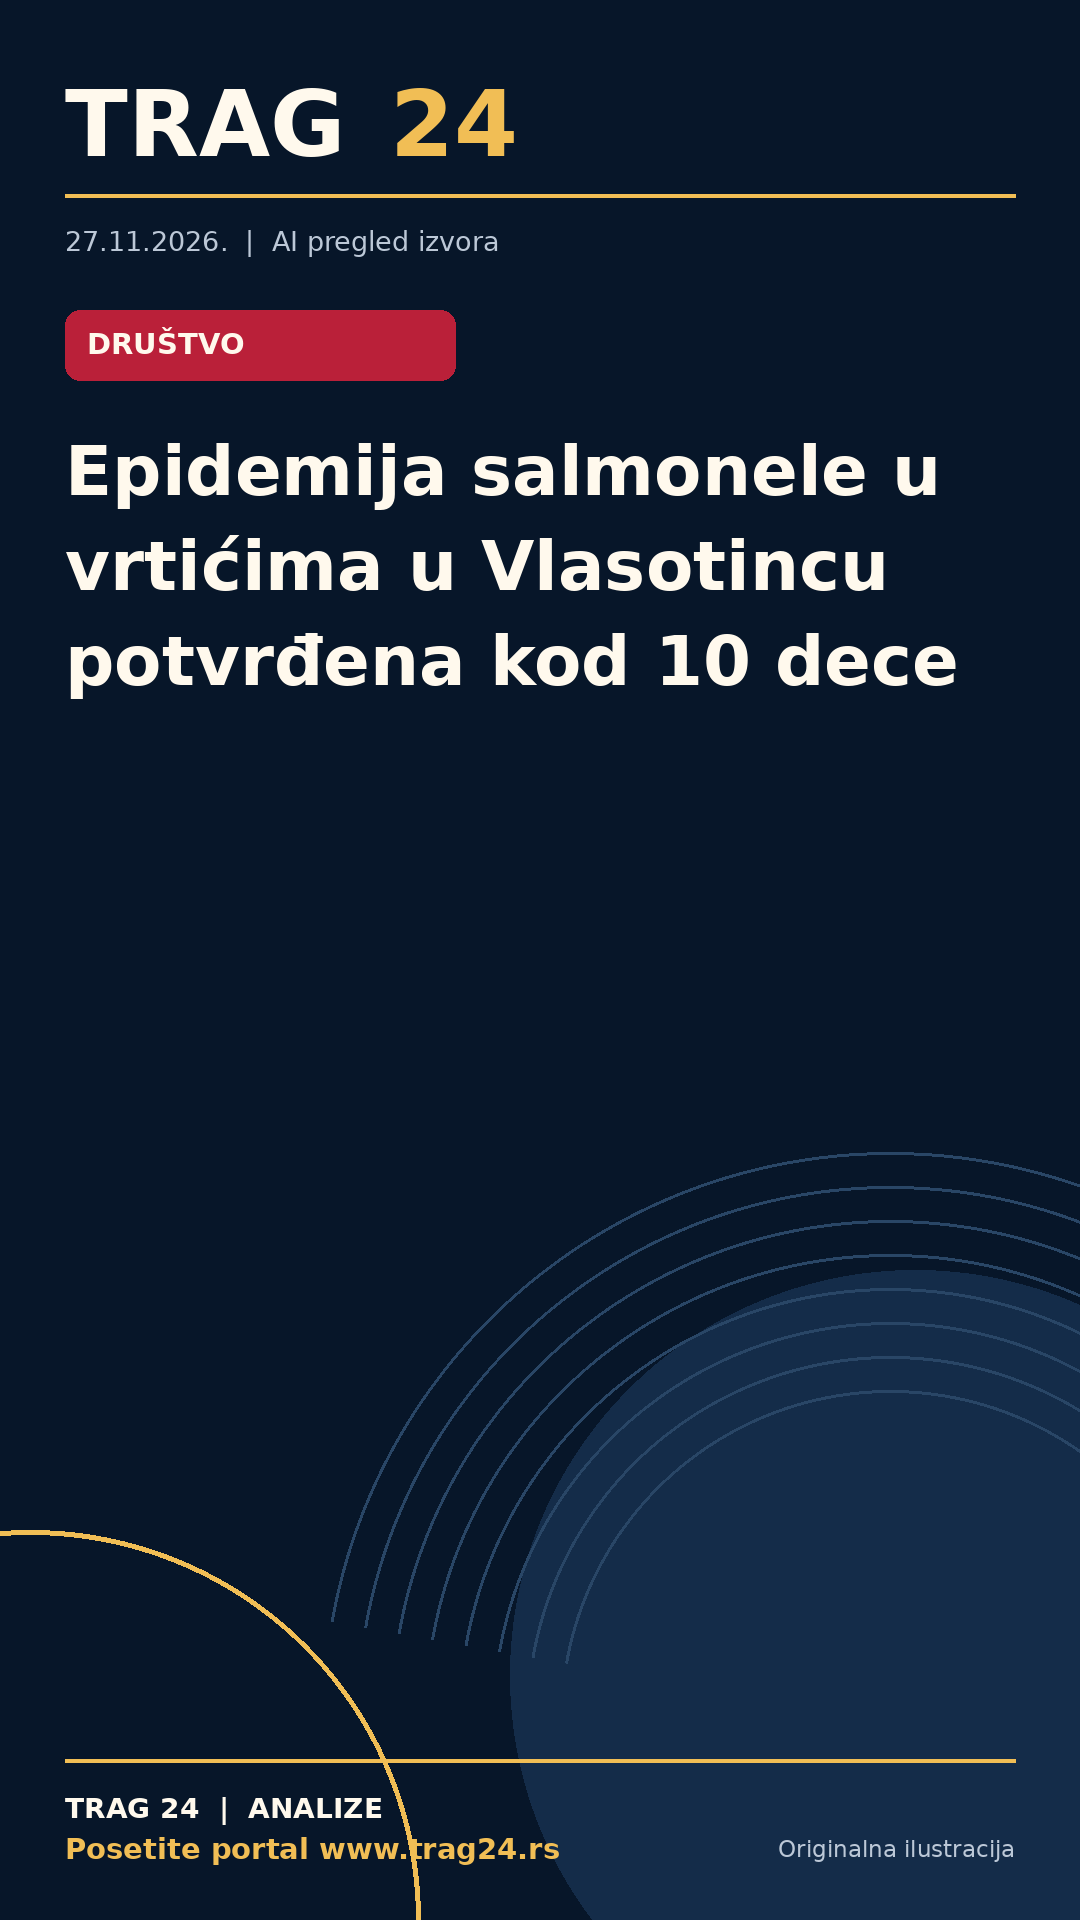 TRAG 24
27.11.2026. | AI pregled izvora
DRUŠTVO
Epidemija salmonele u
vrtićima u Vlasotincu
potvrđena kod 10 dece
TRAG 24 | ANALIZE
Posetite portal www.trag24.rs
Originalna ilustracija